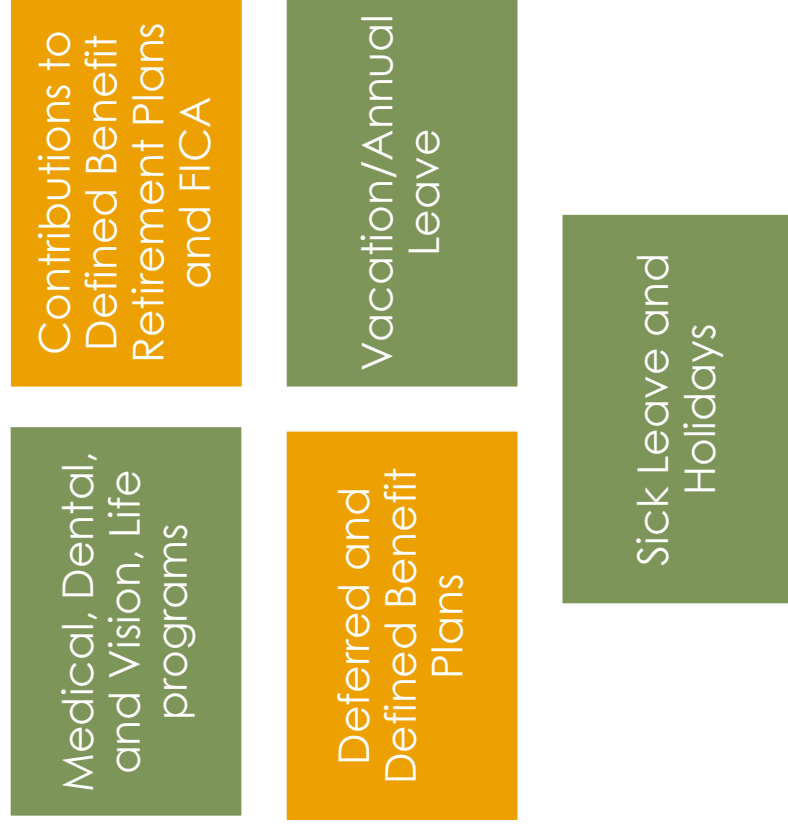 Medical, Dental,
and Vision, Life
programs
Contributions to
Defined Benefit
Retirement Plans
and FICA
Deferred and
Defined Benefit
Plans
Vacation/Annual
Leave
Sick Leave and
Holidays